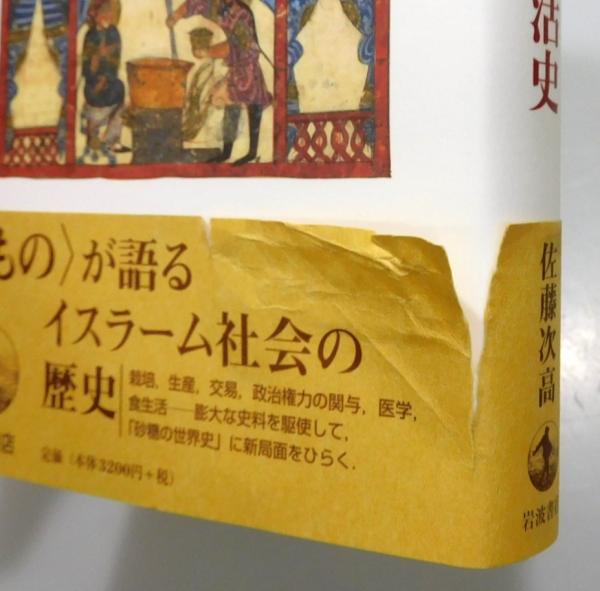 もの〉が語る
イスラーム社会の
歴史
栽培，生産，交易，政治権力の関与，医学，
食生活――膨大な史料を駆使して，
「砂糖の世界史」に新局面をひらく．
店
定価（本体3200円＋税）
活史
佐藤次高
岩波書